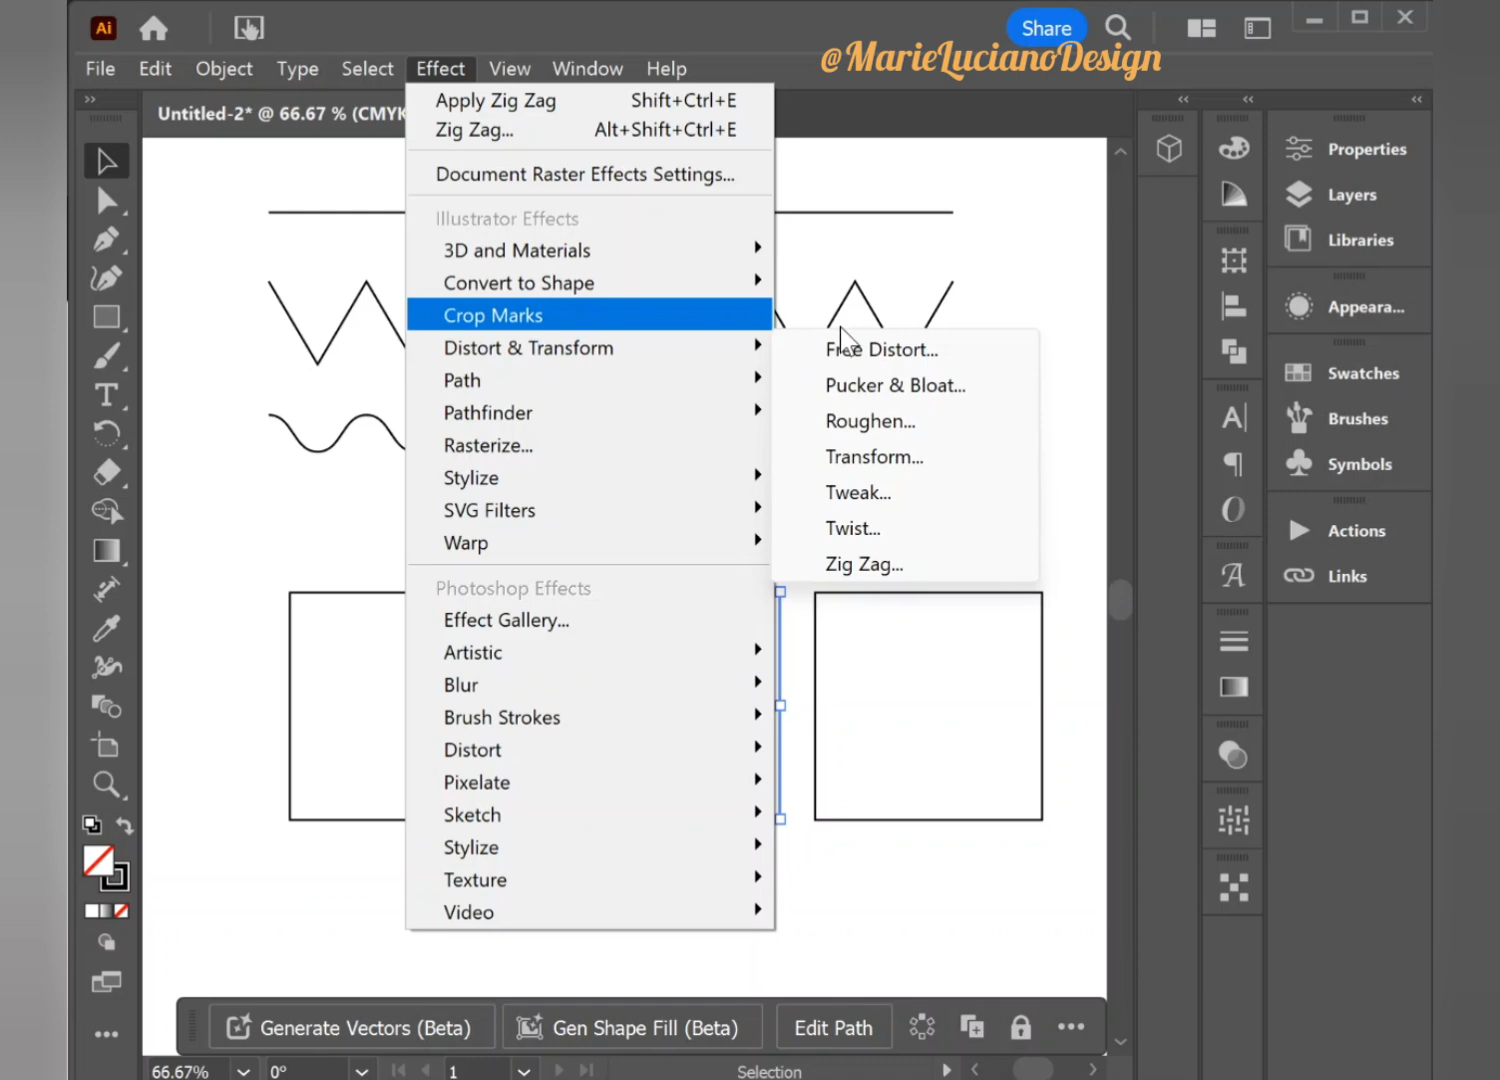 Ai
Share
@MarieLucianoDesign
File Edit Object Type Select Effect View Window Help
Untitled-2* @ 66.67 % (CMYK
Apply Zig Zag Shift+Ctrl+E
Zig Zag... Alt+Shift+Ctrl+E
Document Raster Effects Settings...
Illustrator Effects
3D and Materials
Convert to Shape
Crop Marks
Distort & Transform
Path
Pathfinder
Rasterize...
Stylize
SVG Filters
Warp
Photoshop Effects
Effect Gallery...
Artistic
Blur
Brush Strokes
Distort
Pixelate
Sketch
Stylize
Texture
Video
Free Distort...
Pucker & Bloat...
Roughen...
Transform...
Tweak...
Twist...
Zig Zag...
Properties
Layers
Libraries
Appeara...
Swatches
Brushes
Symbols
Actions
Links
Generate Vectors (Beta) Gen Shape Fill (Beta) Edit Path
66.67% 0° 1 Selection